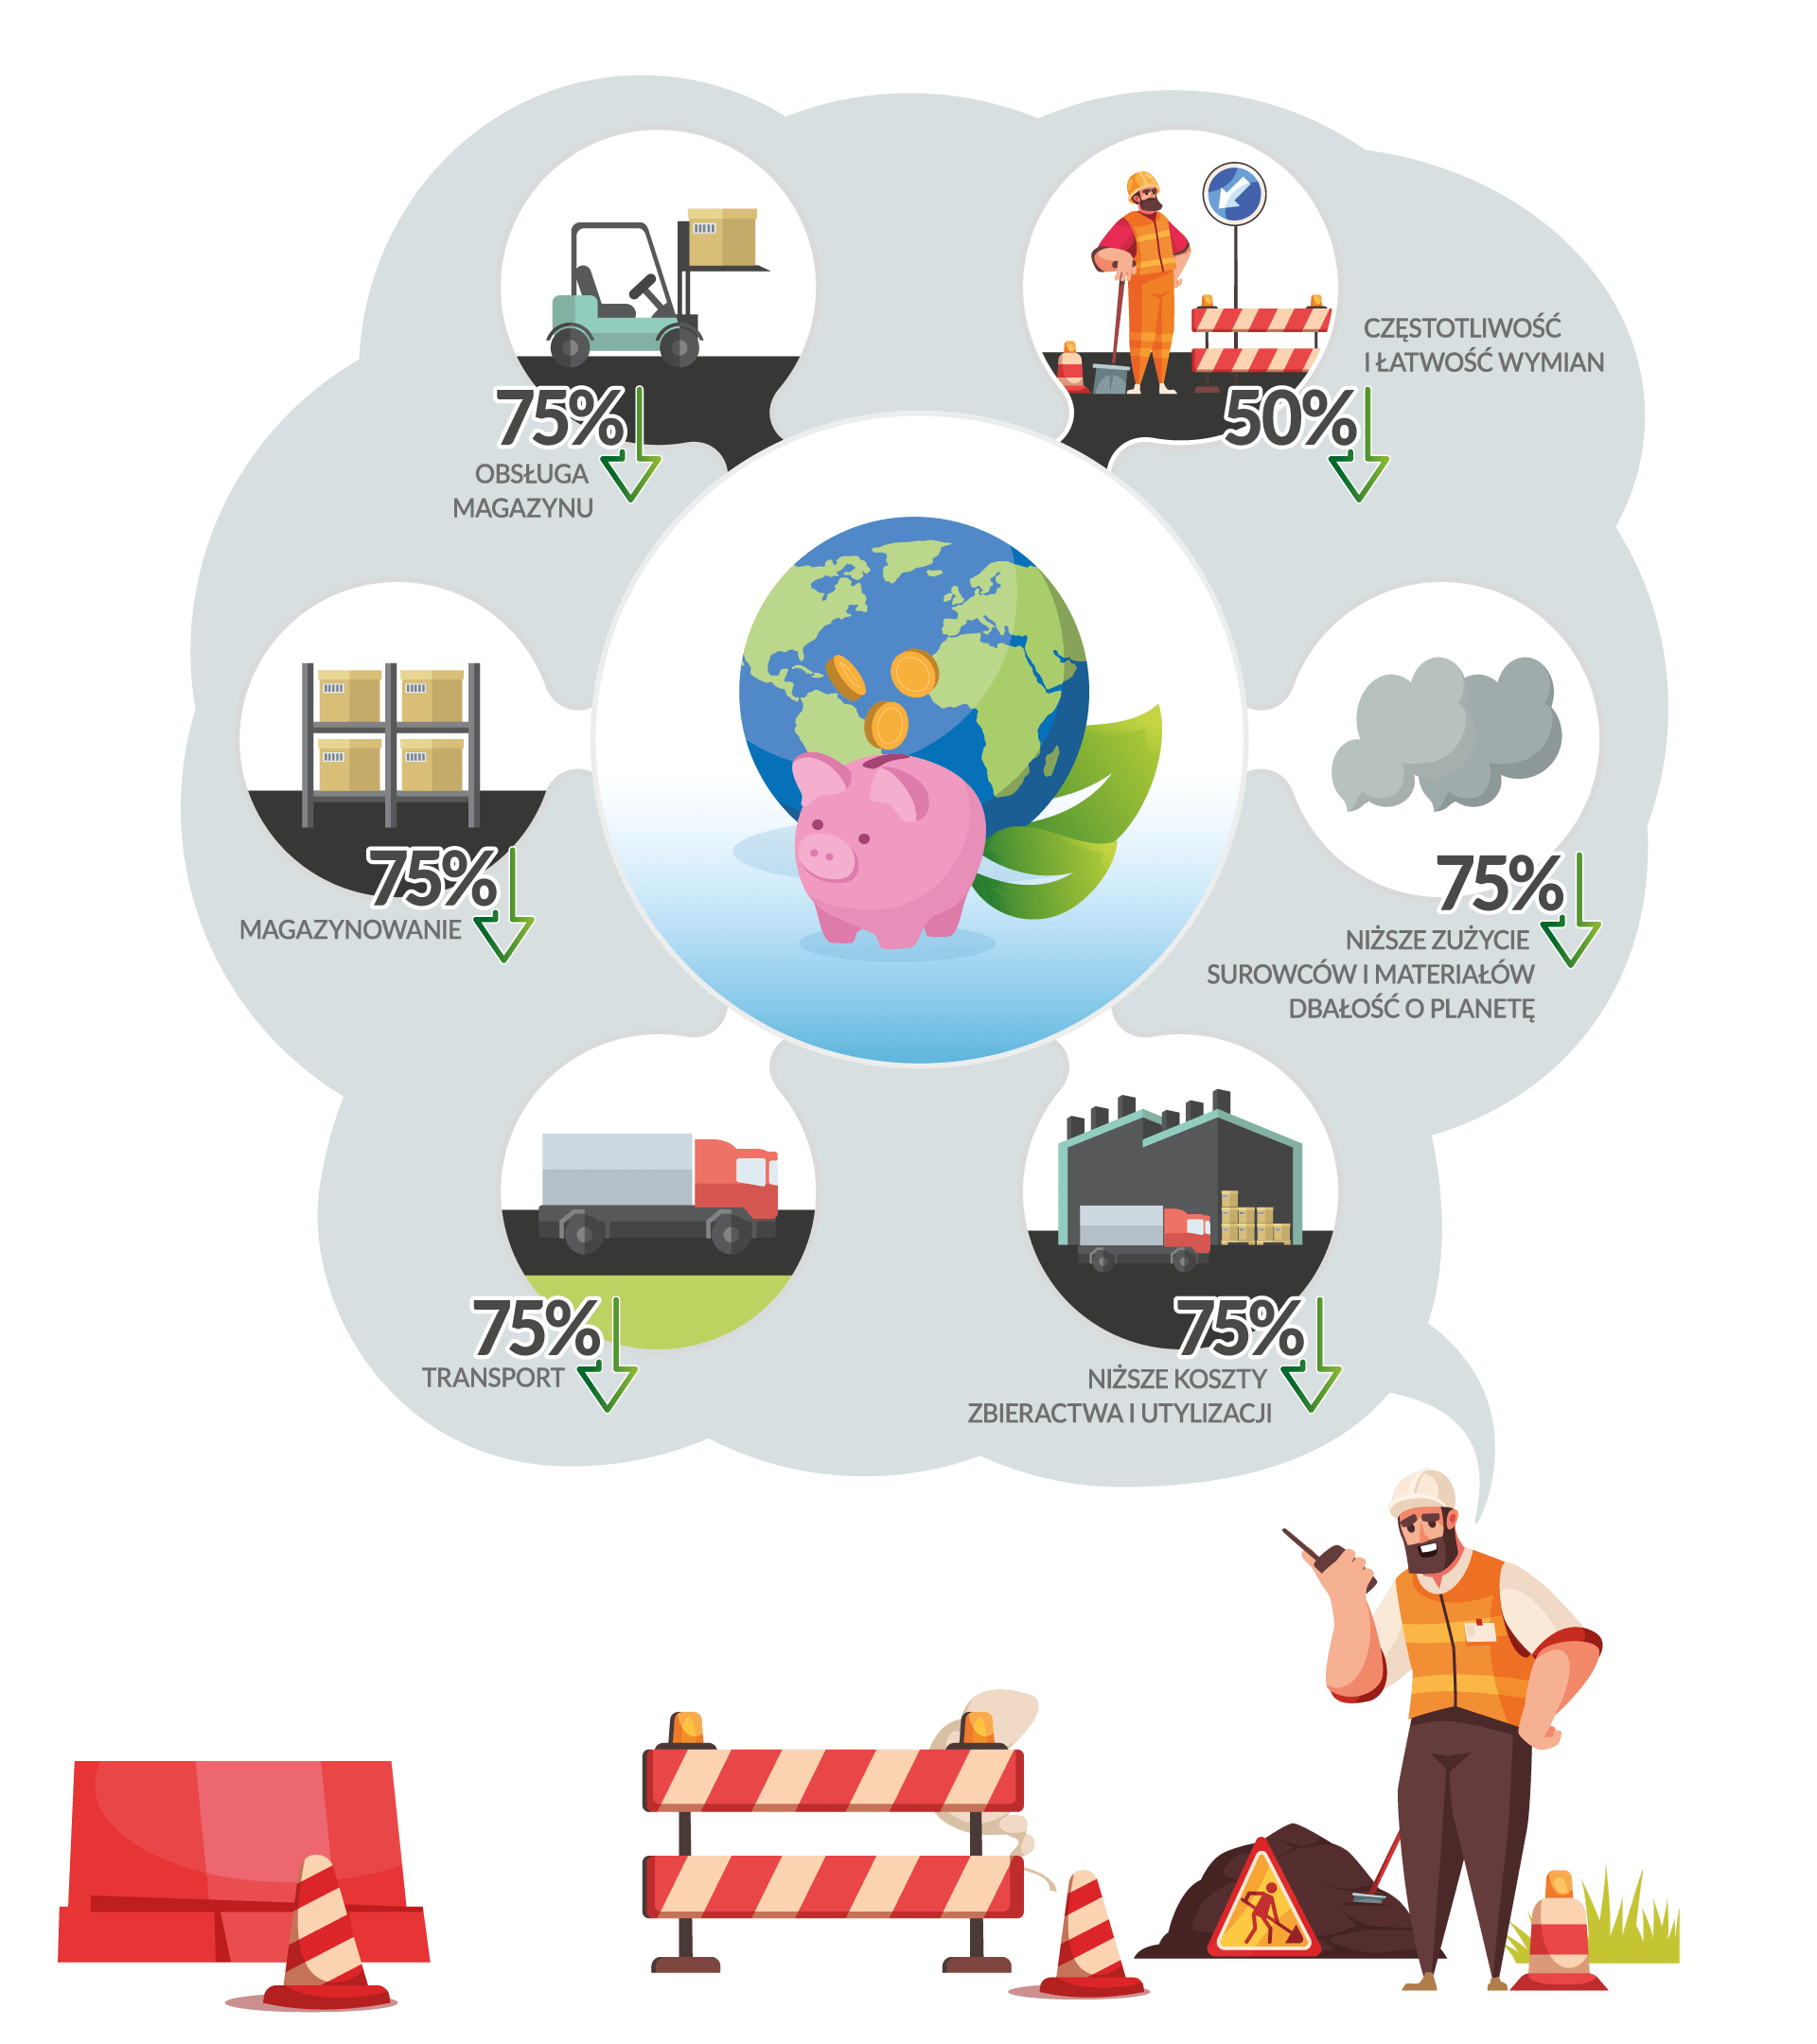 75%
OBSŁUGA
MAGAZYNU
CZĘSTOTLIWOŚĆ
I ŁATWOŚĆ WYMIAN
50%
75%
MAGAZYNOWANIE
75%
NIŻSZE ZUŻYCIE
SUROWCÓW I MATERIAŁÓW
DBAŁOŚĆ O PLANETĘ
75%
TRANSPORT
75%
NIŻSZE KOSZTY
ZBIERACTWA I UTYLIZACJI